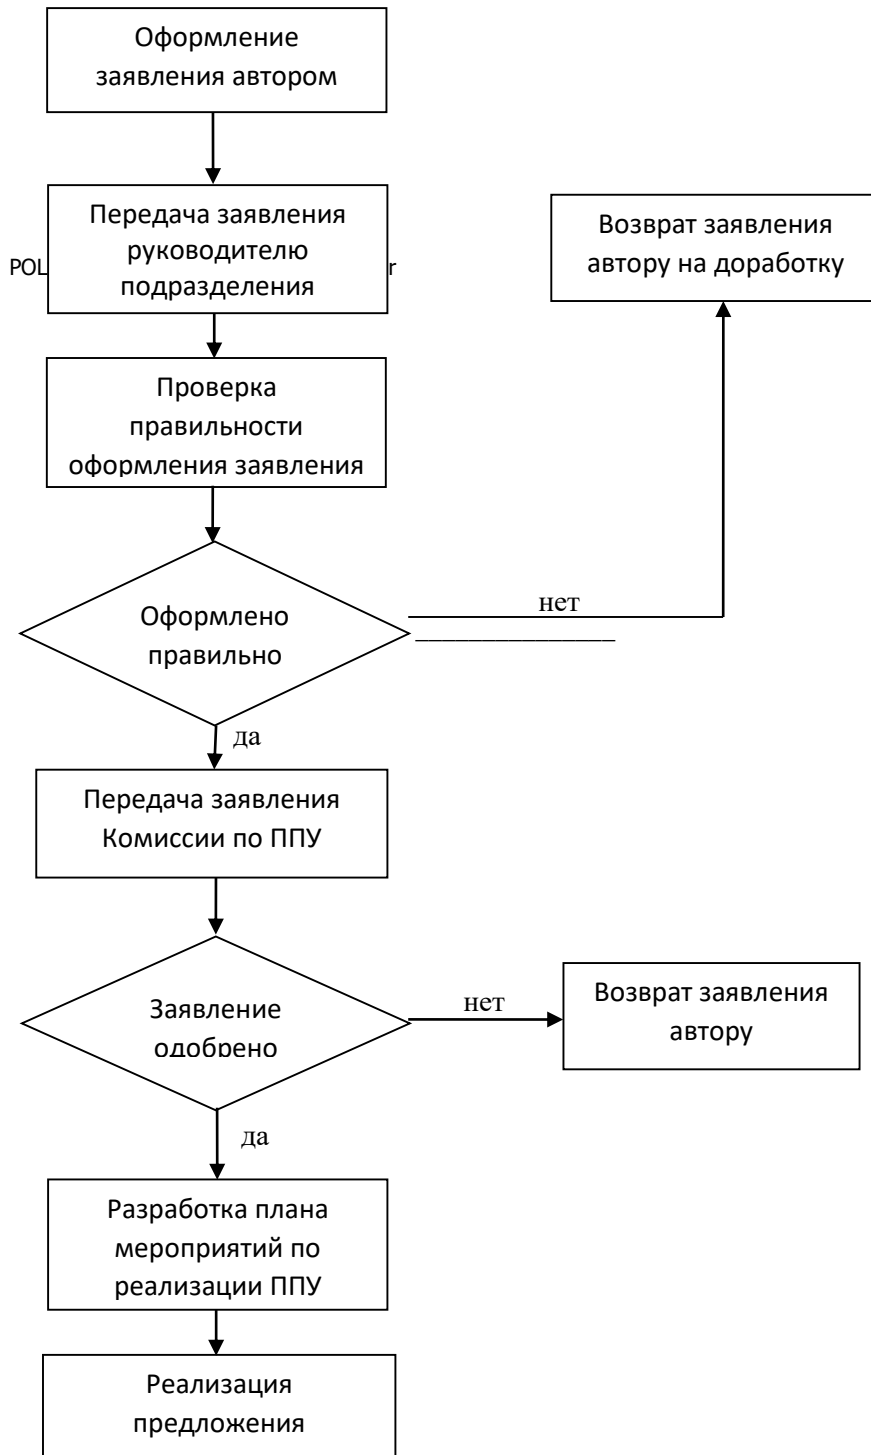 Оформление
заявления автором
Передача заявления
руководителю
подразделения
POL
r
Возврат заявления
автору на доработку
Проверка
правильности
оформления заявления
Оформлено
правильно
нет
_______________
да
Передача заявления
Комиссии по ППУ
Заявление
одобрено
нет
Возврат заявления
автору
да
Разработка плана
мероприятий по
реализации ППУ
Реализация
предложения